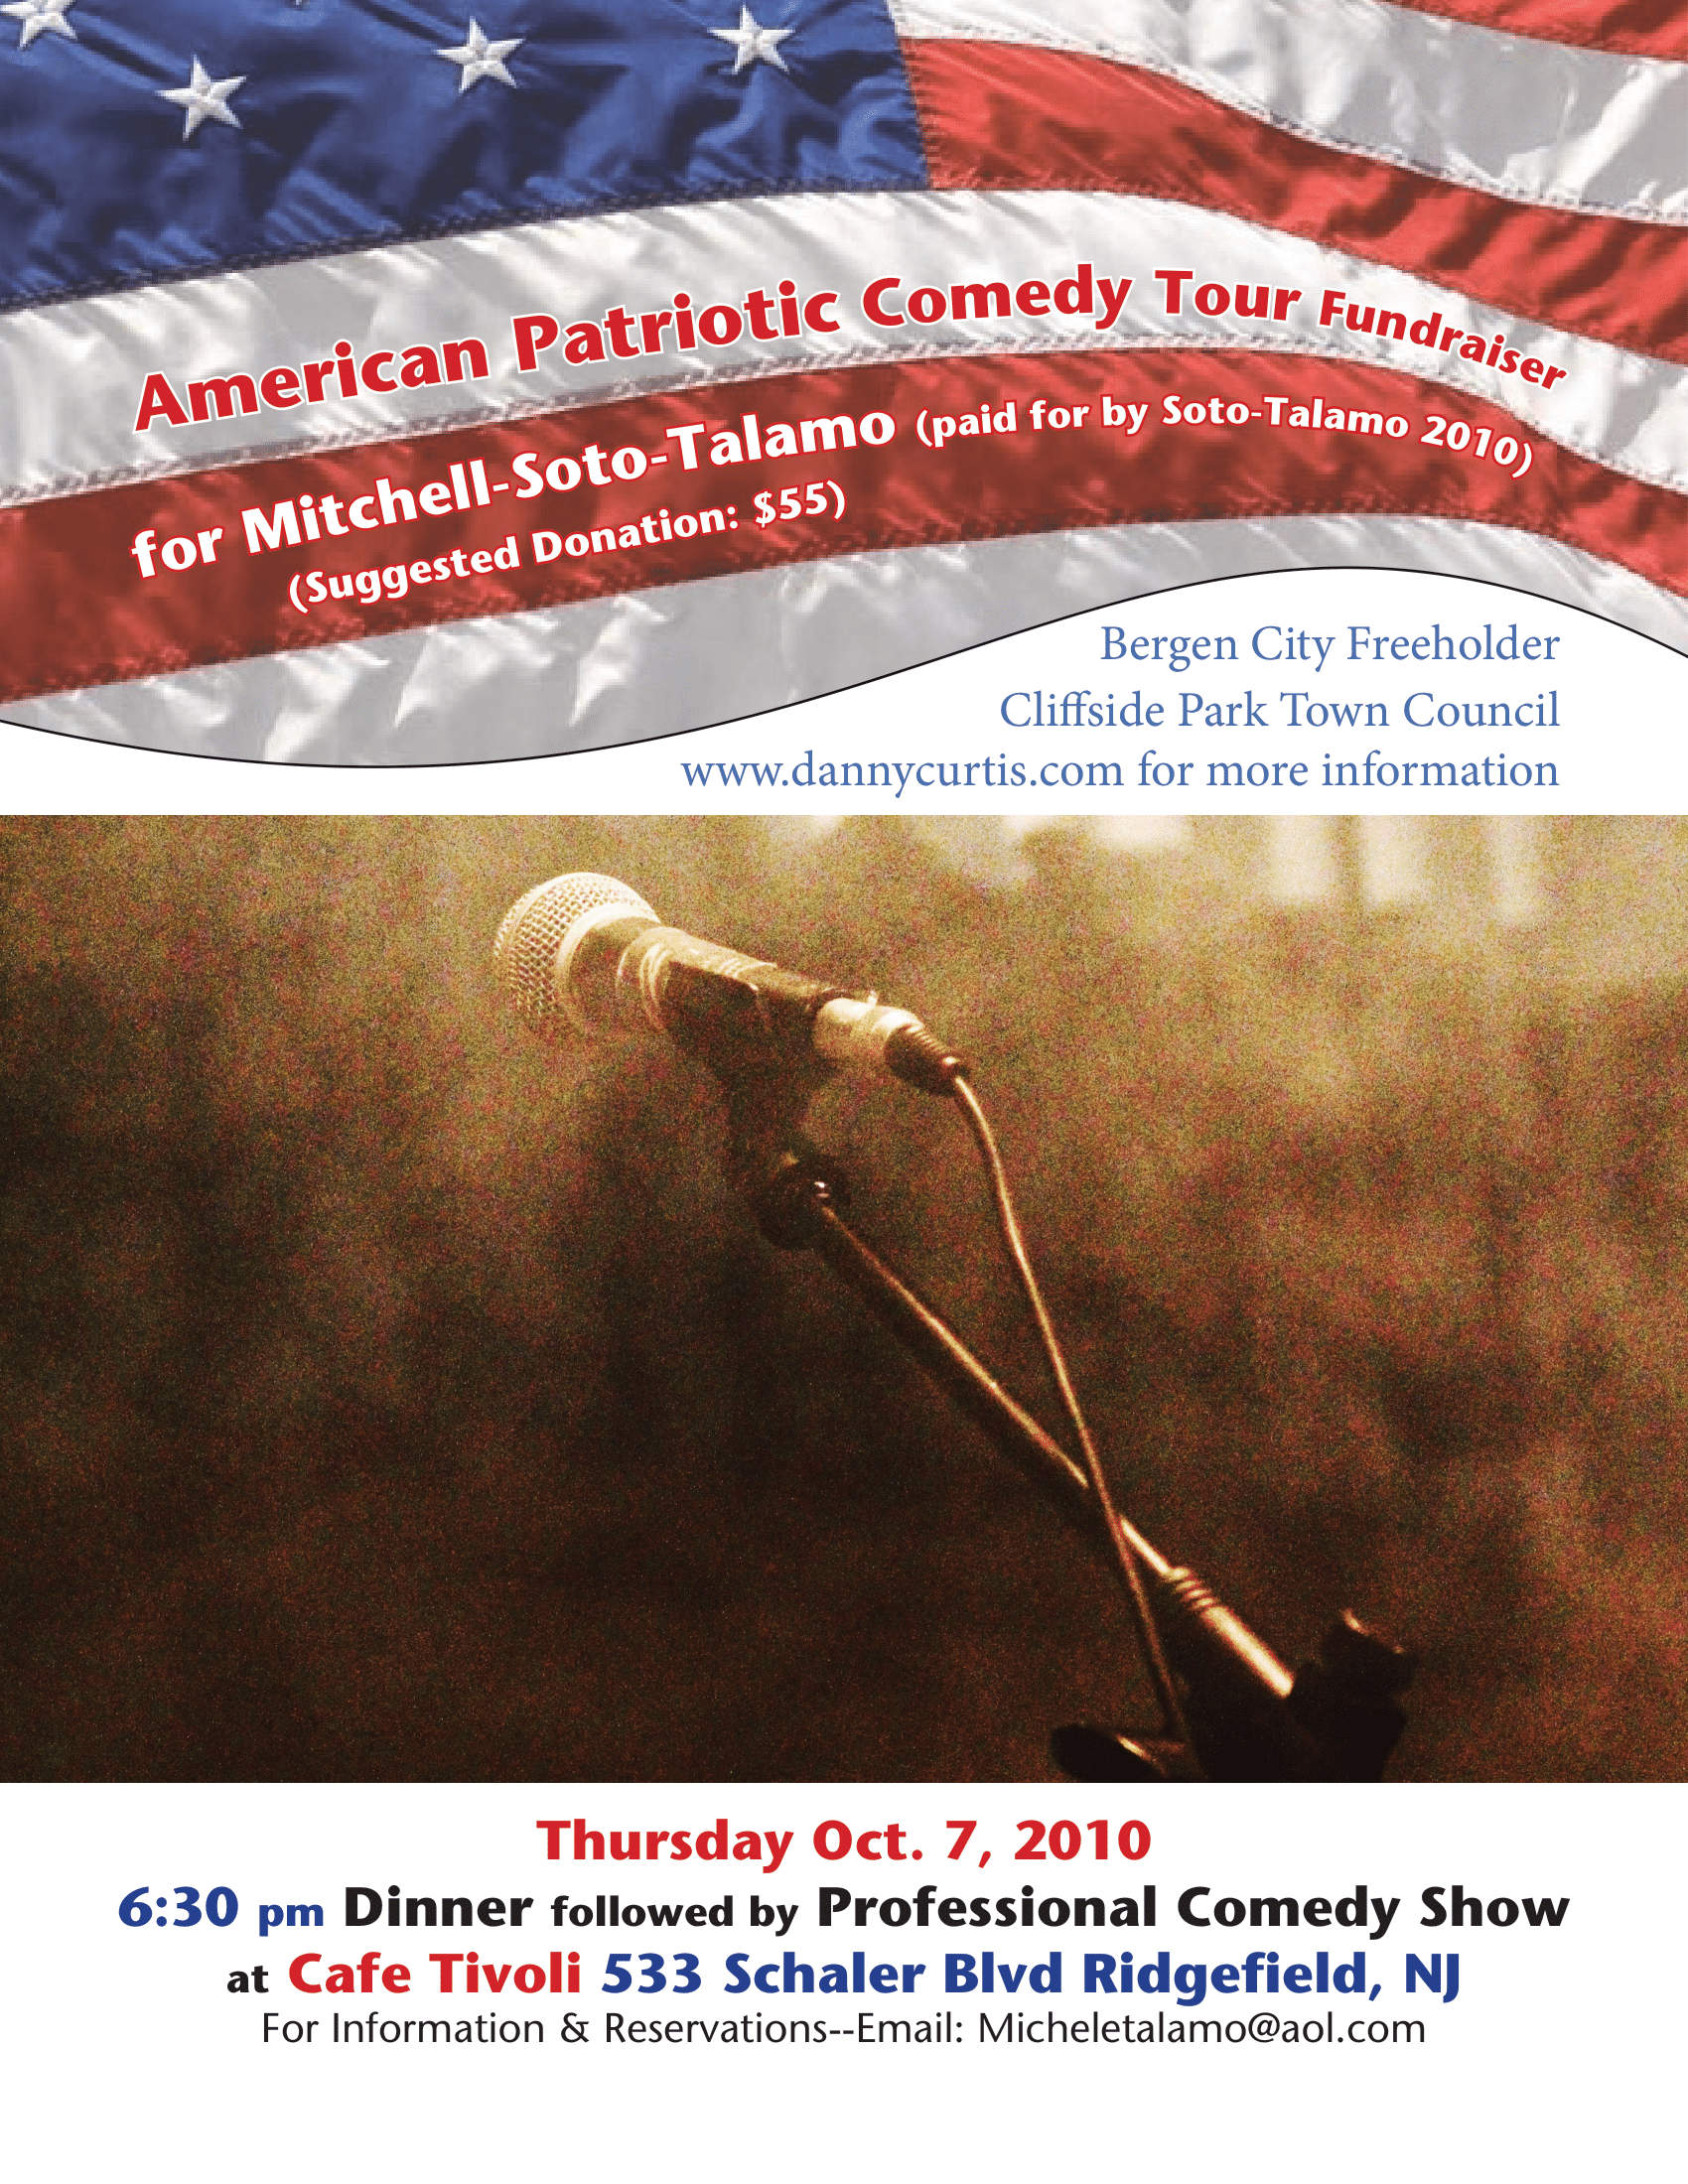 American Patriotic Comedy Tour Fundraiser
for Mitchell-Soto-Talamo (paid for by Soto-Talamo 2010)
(Suggested Donation: $55)
Bergen City Freeholder
Cliffside Park Town Council
www.dannycurtis.com for more information
Thursday Oct. 7, 2010
6:30 pm Dinner followed by Professional Comedy Show
at Cafe Tivoli 533 Schaler Blvd Ridgefield, NJ
For Information & Reservations--Email: Micheletalamo@aol.com